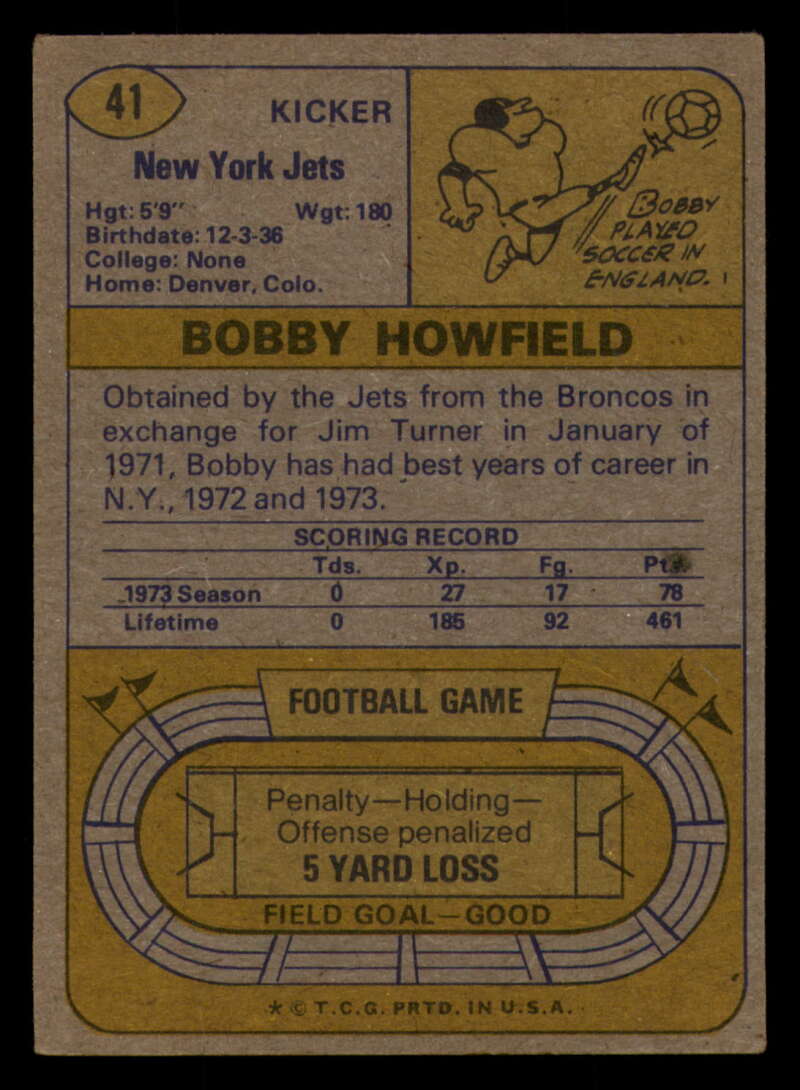 41
KICKER
New York Jets
Hgt: 5'9" Wgt: 180
Birthdate: 12-3-36
College: None
Home: Denver, Colo.
BOBBY
PLAYED
SOCCER IN
ENGLAND.
BOBBY HOWFIELD
Obtained by the Jets from the Broncos in
exchange for Jim Turner in January of
1971, Bobby has had best years of career in
N.Y., 1972 and 1973.
SCORING RECORD
Tds. Xp. Fg. Pts.
1973 Season 0 27 17 78
Lifetime 0 185 92 461
FOOTBALL GAME
Penalty—Holding—
Offense penalized
5 YARD LOSS
FIELD GOAL—GOOD
* © T.C.G. PRTD. IN U.S.A.